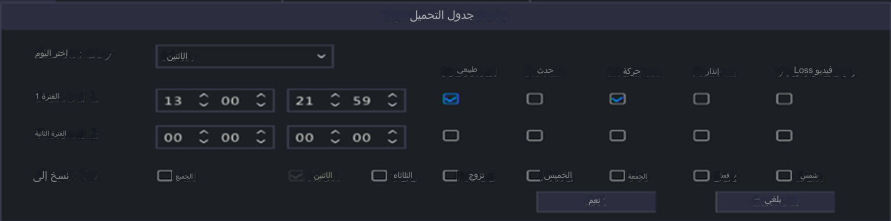 جدول التحميل
اختر اليوم الاثنين
طبيعي حدث حركة إنذار فيديو Loss
الفترة 1 13 00 21 59
الفترة الثانية 00 00 00 00
نسخ إلى الجميع الاثنين الثلاثاء تزوج الخميس الجمعة شمس
نعم يلغي